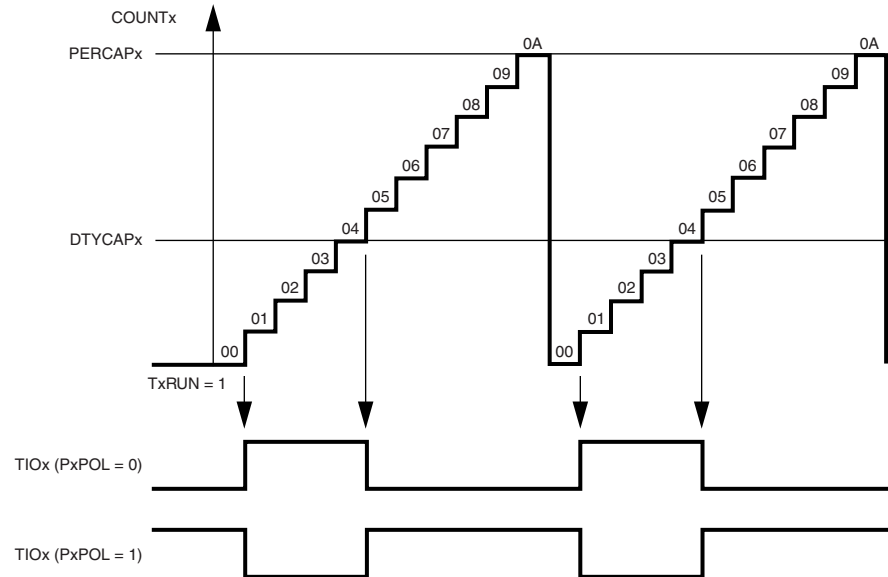 COUNTx
PERCAPx
0A
0A
09
09
08
08
07
07
06
06
05
05
DTYCAPx
04
04
03
03
02
02
01
01
00
00
TxRUN = 1
TIOx (PxPOL = 0)
TIOx (PxPOL = 1)